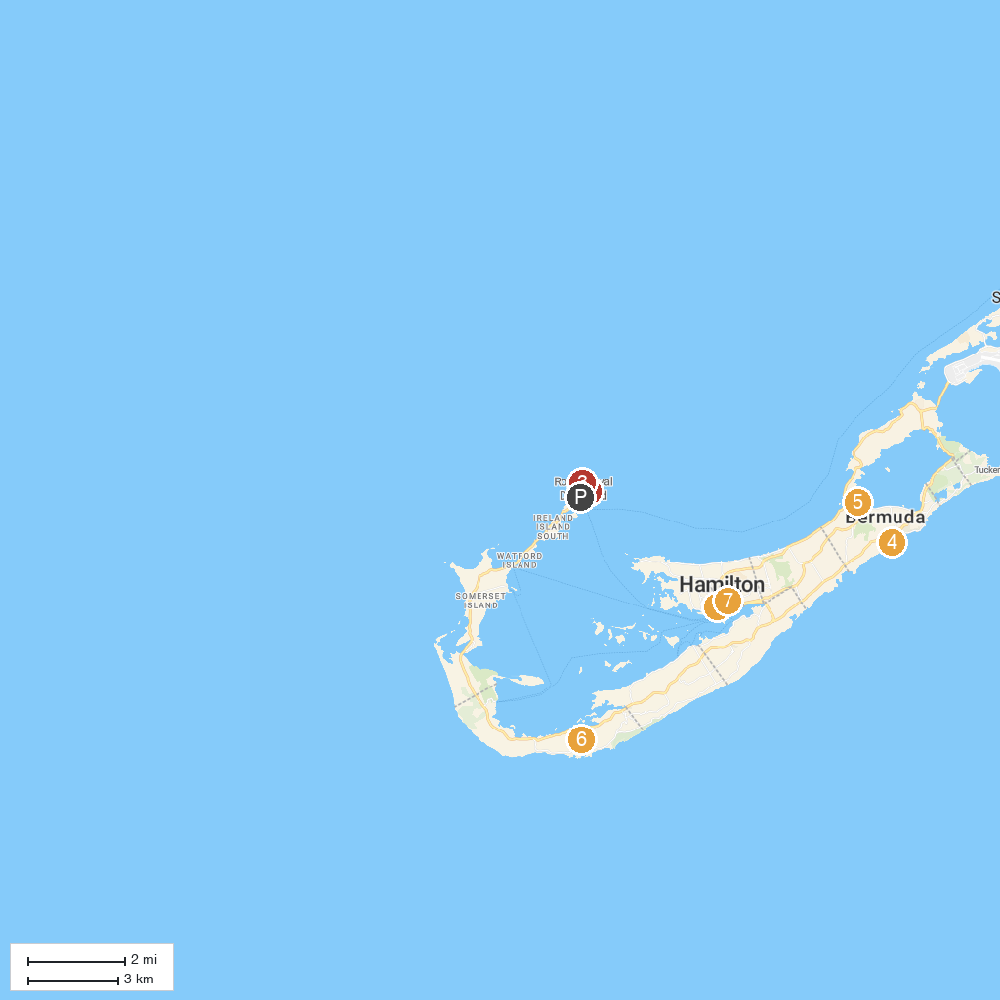 S
P
IRELAND
ISLAND
SOUTH
WATFORD
ISLAND
SOMERSET
ISLAND
Tucker
5
Bermuda
4
Hamilton
7
6
2 mi
3 km